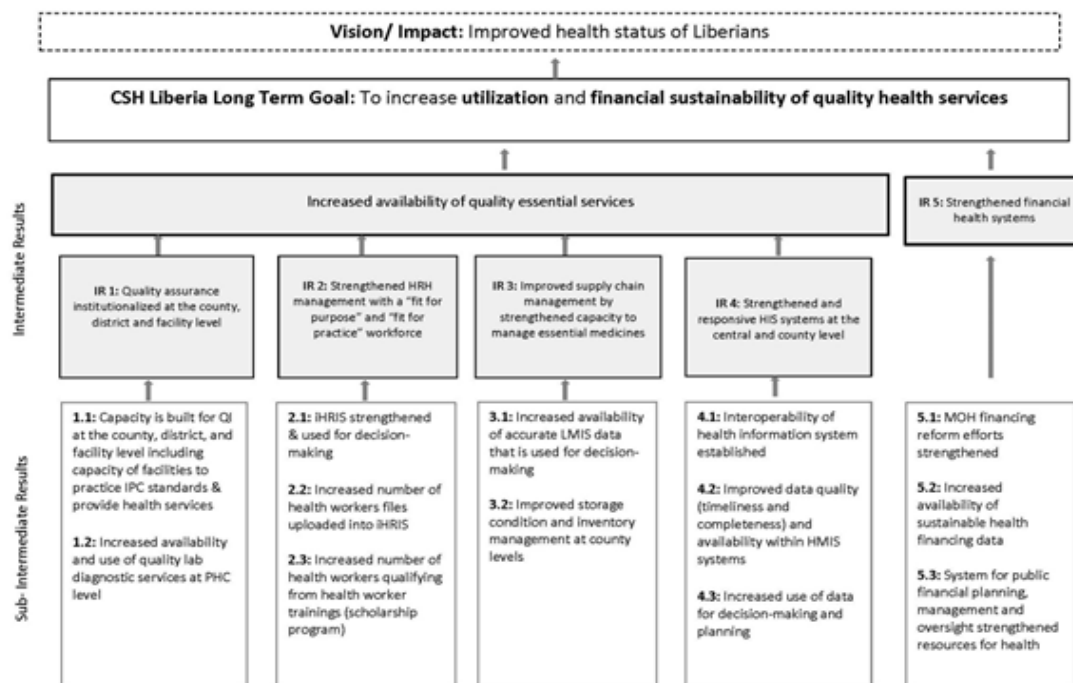 Vision/ Impact: Improved health status of Liberians
CSH Liberia Long Term Goal: To increase utilization and financial sustainability of quality health services
Intermediate Results
Increased availability of quality essential services
IR 5: Strengthened financial
health systems
IR 1: Quality assurance
institutionalized at the county,
district and facility level
IR 2: Strengthened HRH
management with a "fit for
purpose" and "fit for
practice" workforce
IR 3: Improved supply chain
management by
strengthened capacity to
manage essential medicines
IR 4: Strengthened and
responsive HIS systems at the
central and county level
Sub- Intermediate Results
1.1: Capacity is built for QI
at the county, district, and
facility level including
capacity of facilities to
practice IPC standards &
provide health services
1.2: Increased availability
and use of quality lab
diagnostic services at PHC
level
2.1: iHRIS strengthened
& used for decision-
making
2.2: Increased number of
health workers files
uploaded into iHRIS
2.3: Increased number of
health workers qualifying
from health worker
trainings (scholarship
program)
3.1: Increased availability
of accurate LMIS data
that is used for decision-
making
3.2: Improved storage
condition and inventory
management at county
levels
4.1: Interoperability of
health information system
established
4.2: Improved data quality
(timeliness and
completeness) and
availability within HMIS
systems
4.3: Increased use of data
for decision-making and
planning
5.1: MOH financing
reform efforts
strengthened
5.2: Increased
availability of
sustainable health
financing data
5.3: System for public
financial planning,
management and
oversight strengthened
resources for health